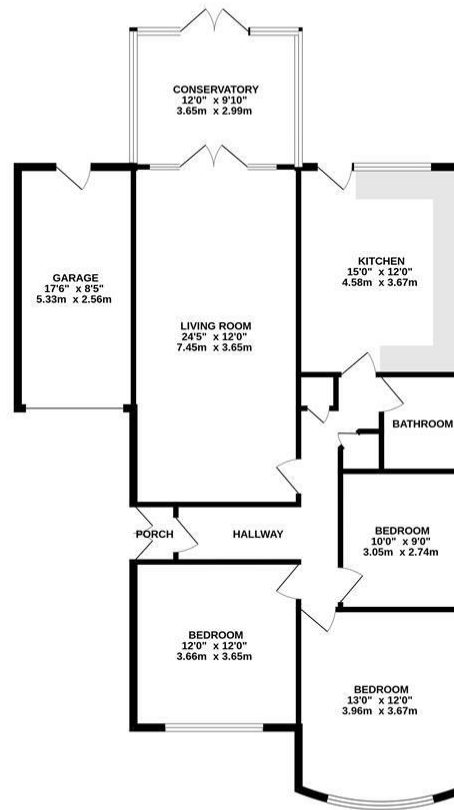 CONSERVATORY
12'0" x 9'10"
3.65m x 2.99m
GARAGE
17'6" x 8'5"
5.33m x 2.56m
KITCHEN
15'0" x 12'0"
4.58m x 3.67m
LIVING ROOM
24'5" x 12'0"
7.45m x 3.65m
BATHROOM
PORCH
HALLWAY
BEDROOM
10'0" x 9'0"
3.05m x 2.74m
BEDROOM
12'0" x 12'0"
3.66m x 3.65m
BEDROOM
13'0" x 12'0"
3.96m x 3.67m